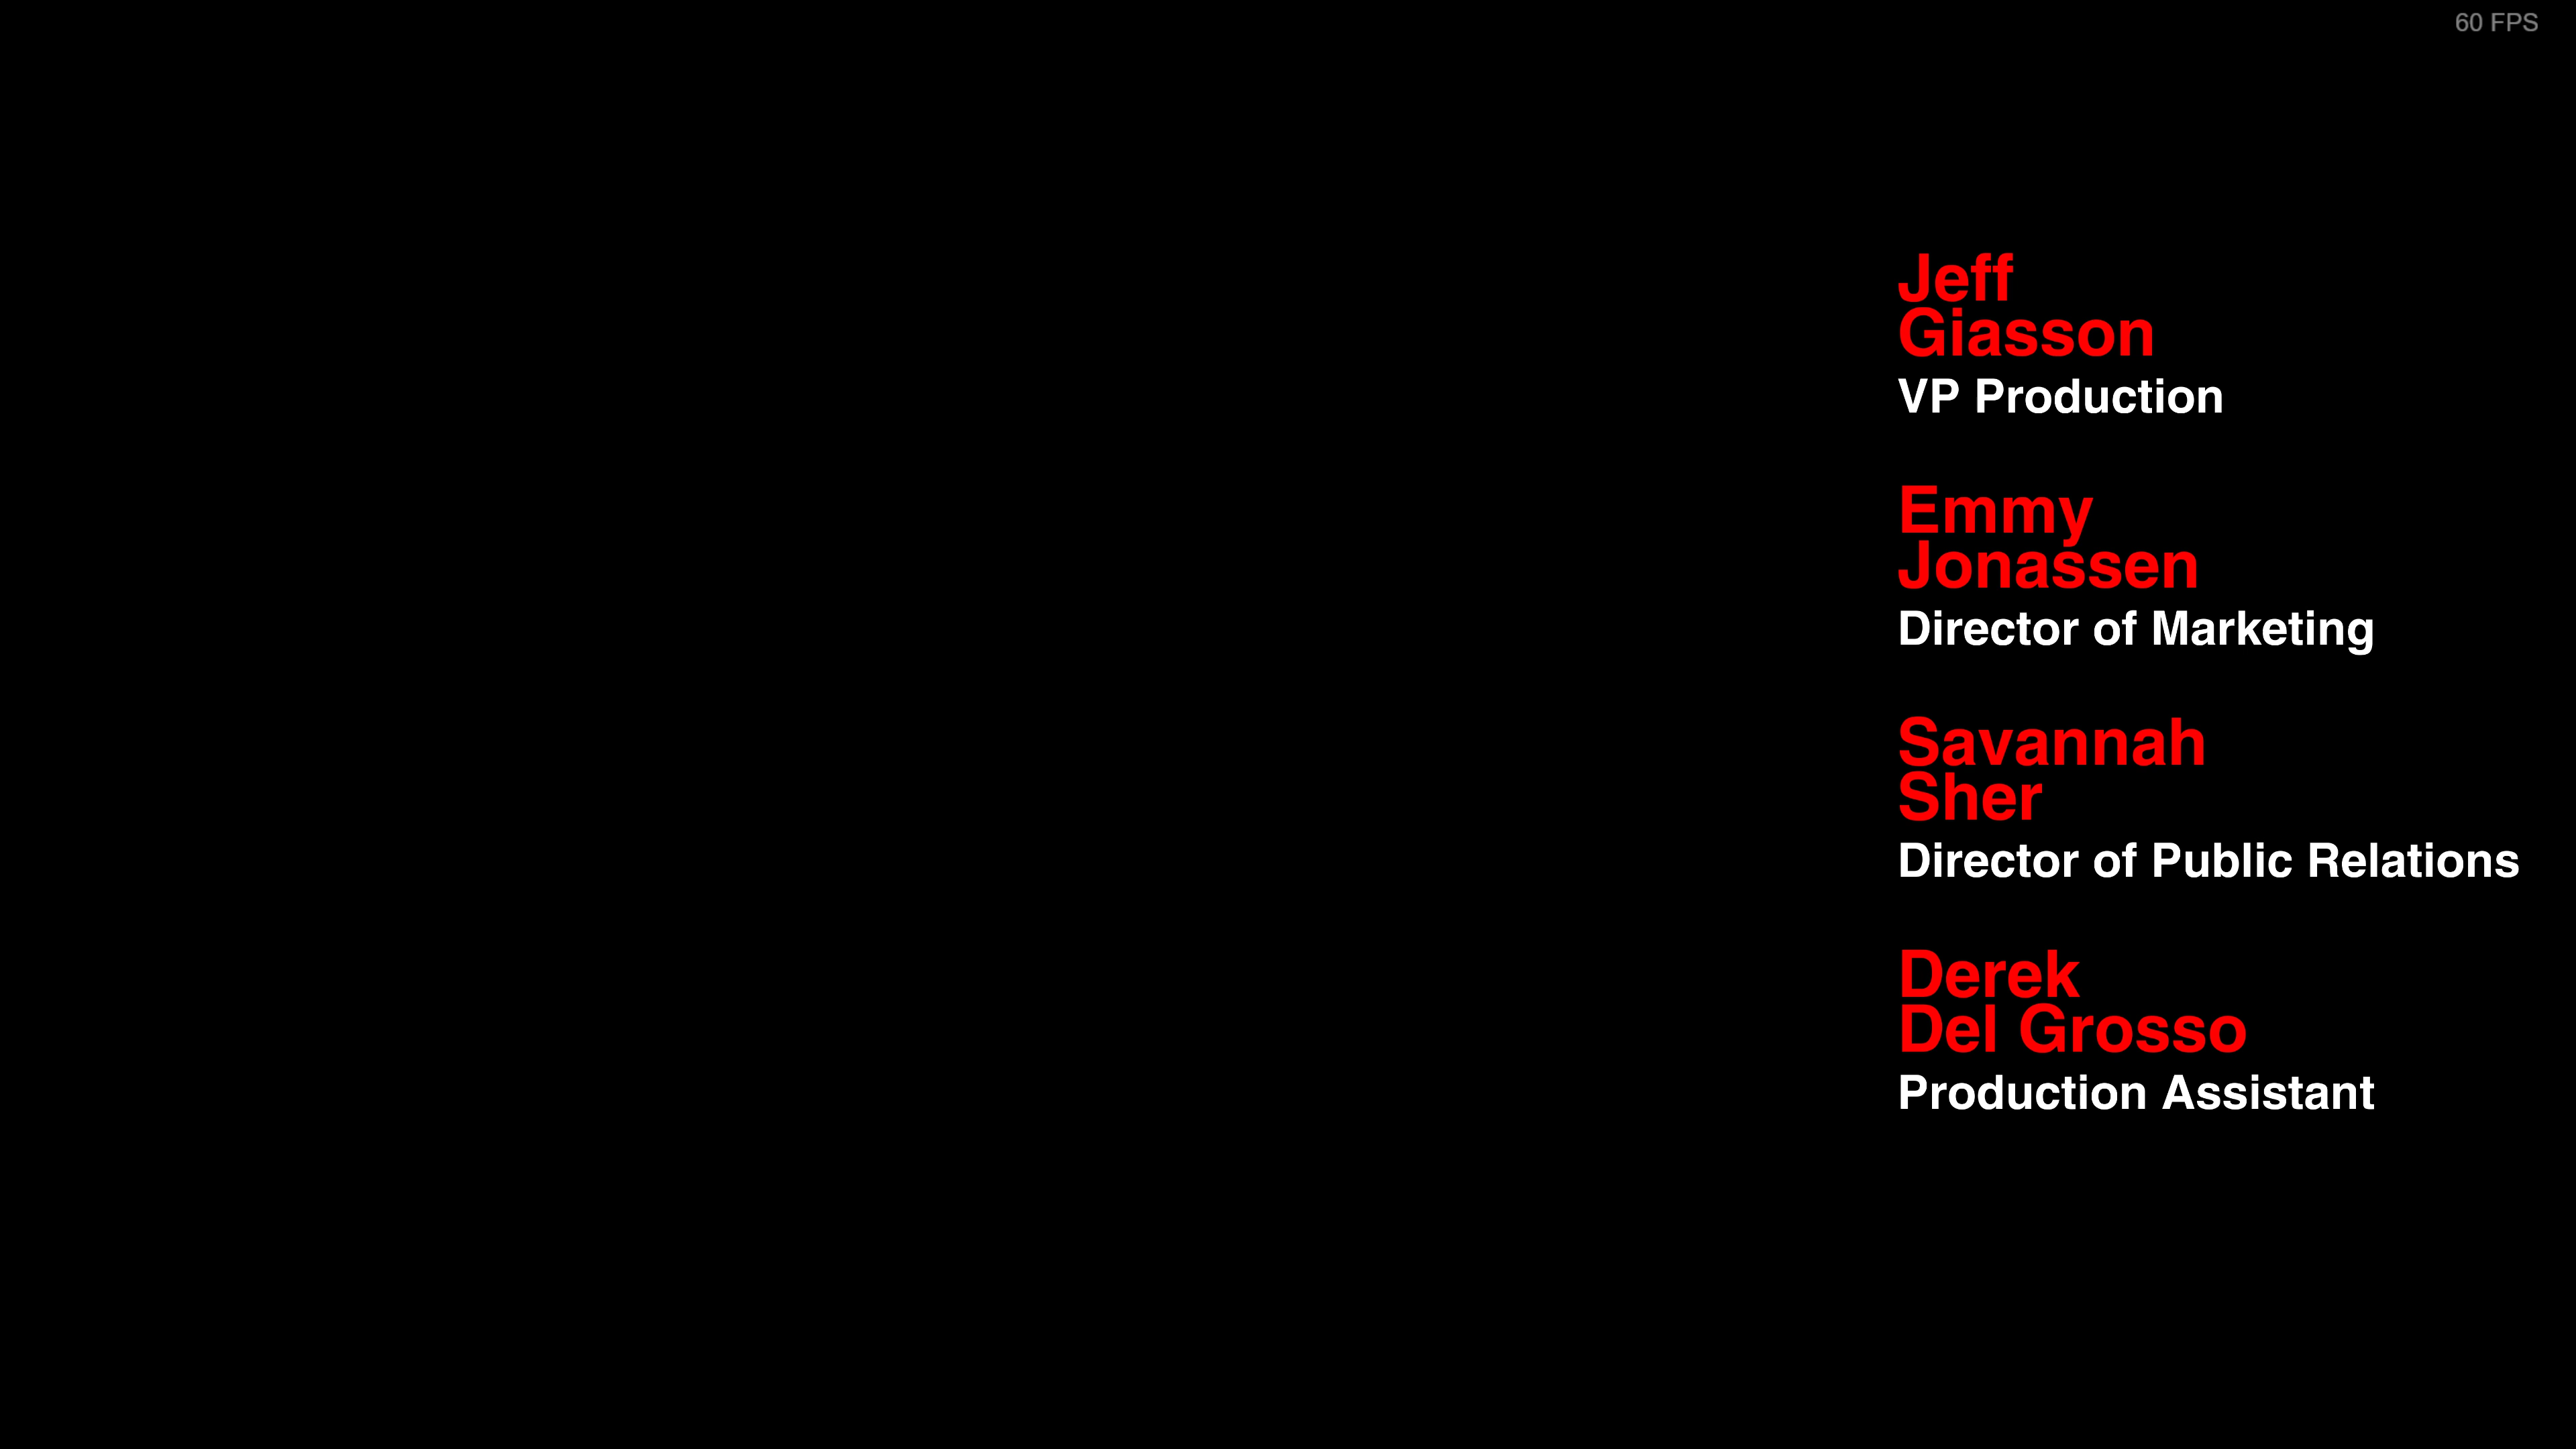 60 FPS
Jeff
Giasson
VP Production
Emmy
Jonassen
Director of Marketing
Savannah
Sher
Director of Public Relations
Derek
Del Grosso
Production Assistant